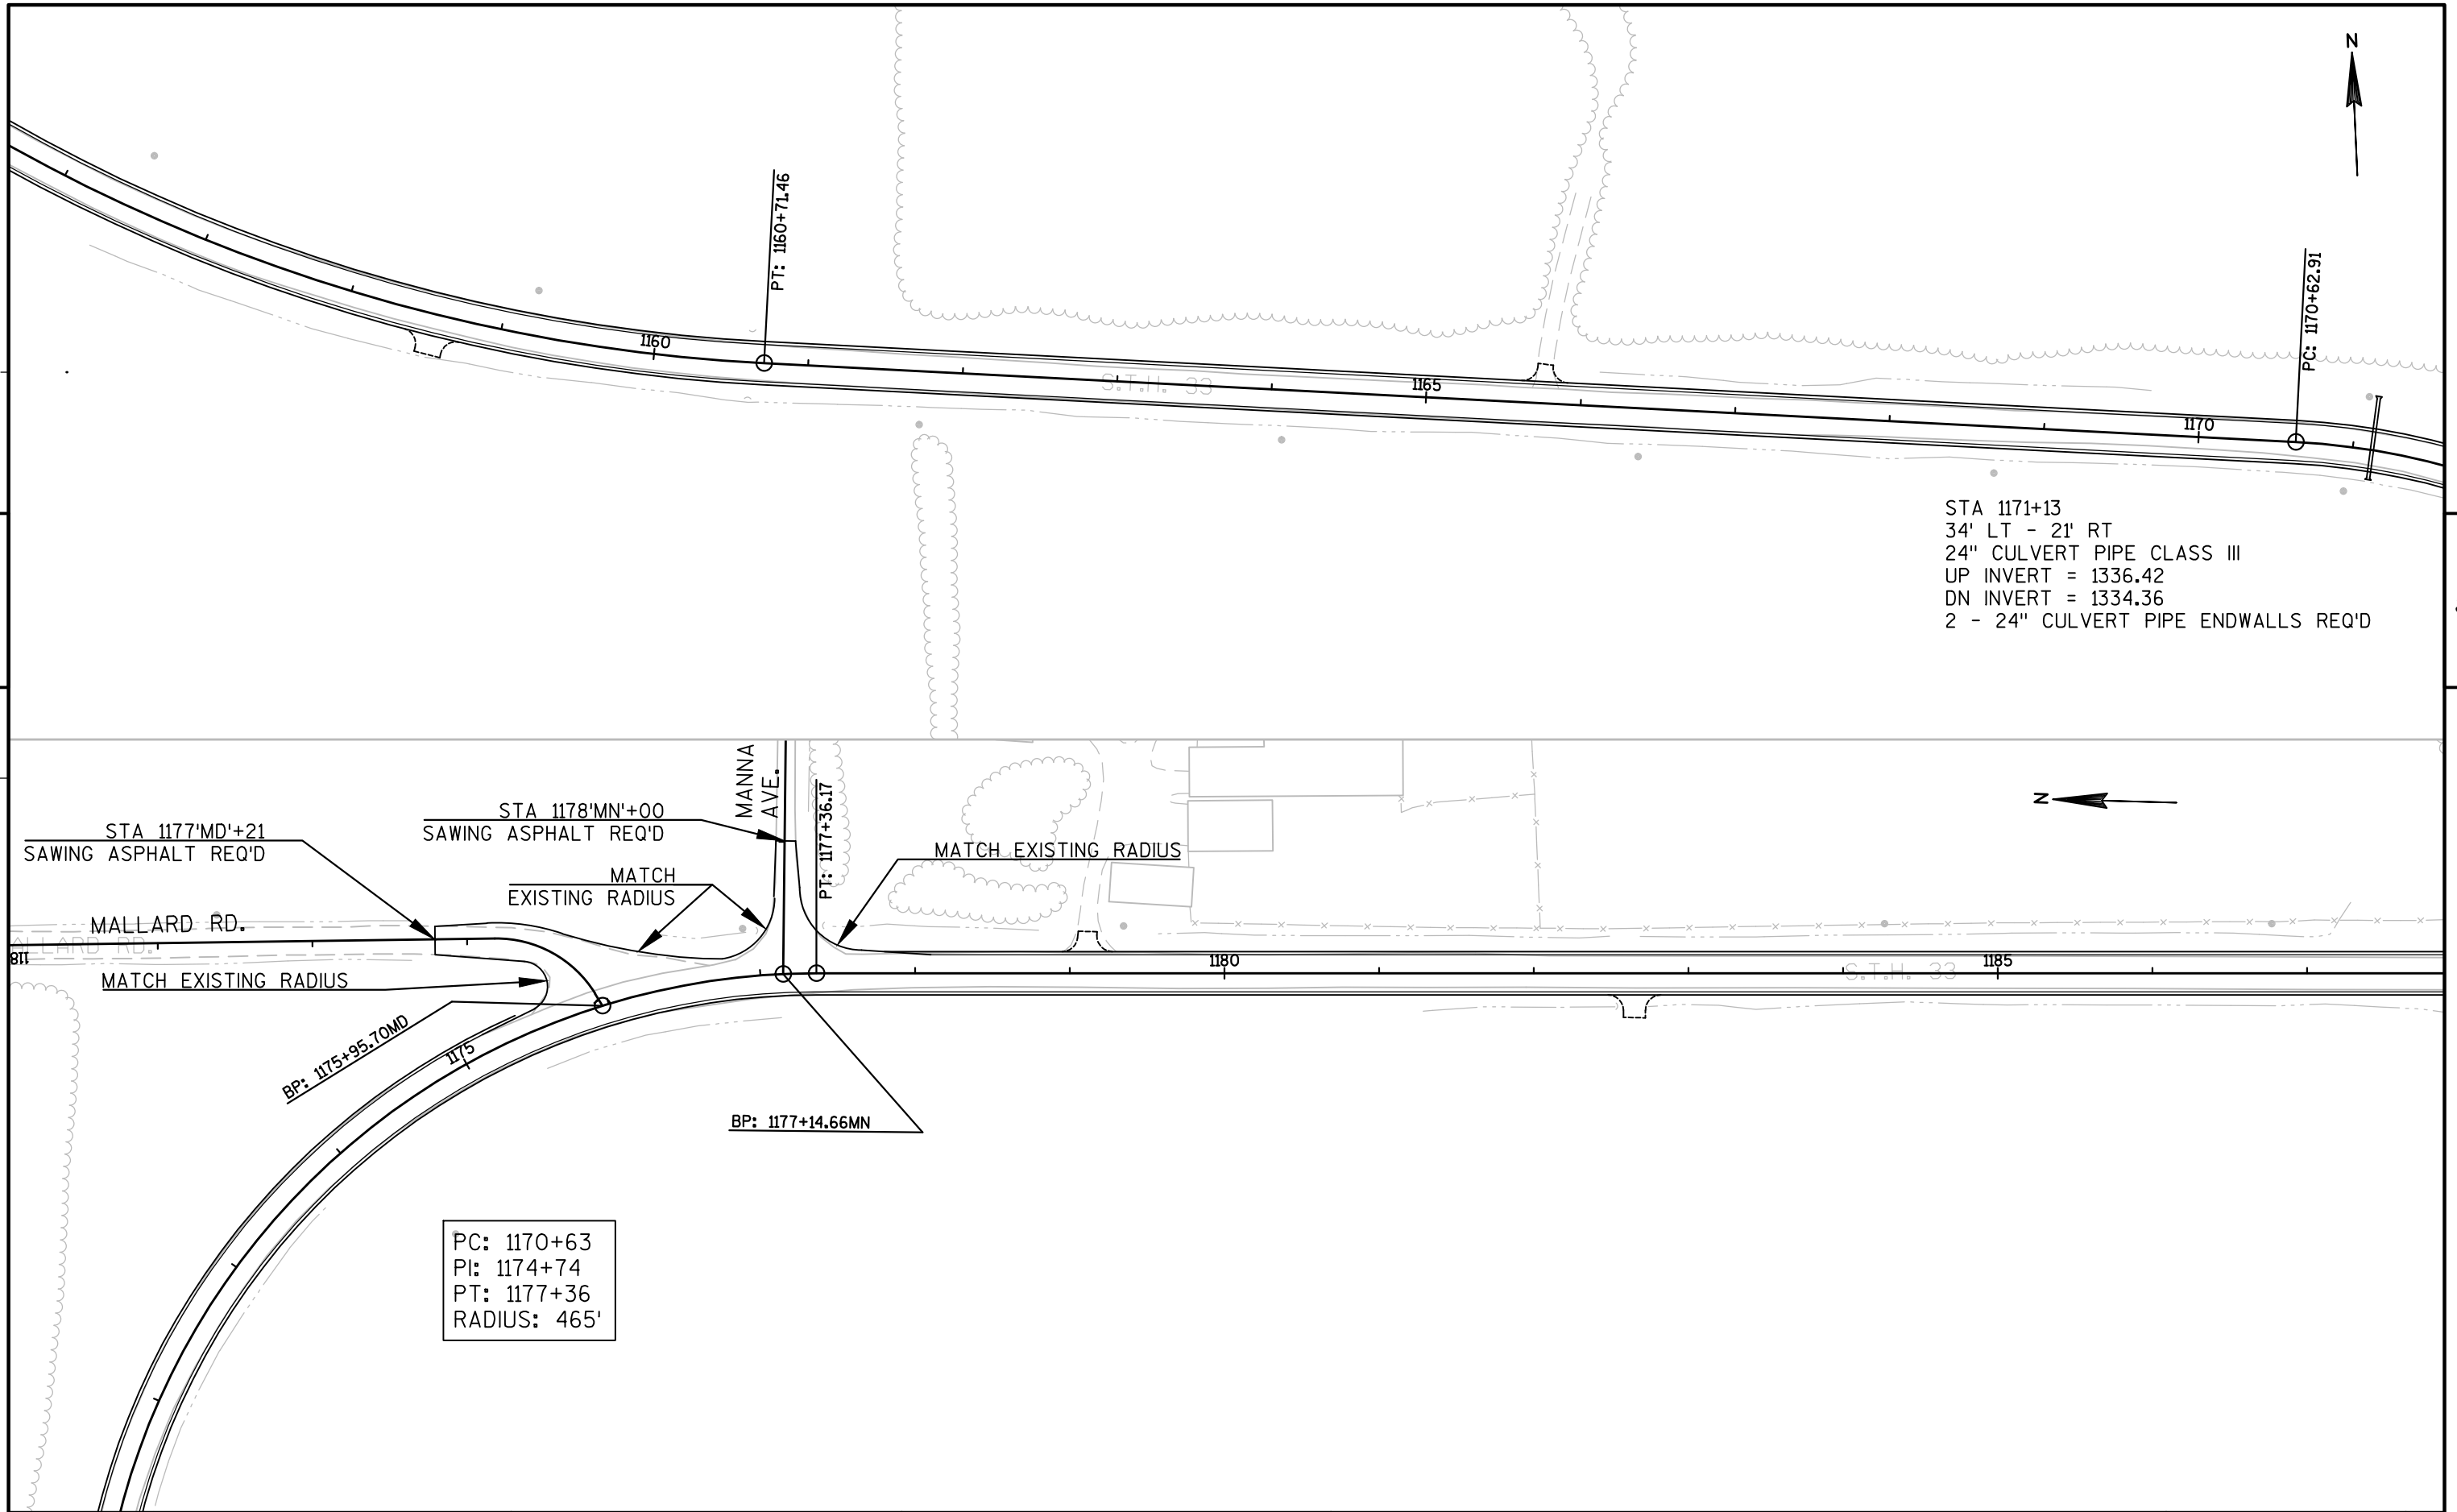 N
PT: 1160+71.46
1160
S.T.H. 33
1165
1170
PC: 1170+62.91
STA 1171+13
34' LT - 21' RT
24" CULVERT PIPE CLASS III
UP INVERT = 1336.42
DN INVERT = 1334.36
2 - 24" CULVERT PIPE ENDWALLS REQ'D
MANNA
AVE.
N
STA 1178'MN'+00
SAWING ASPHALT REQ'D
PT: 1177+36.17
STA 1177'MD'+21
SAWING ASPHALT REQ'D
MATCH EXISTING RADIUS
MATCH
EXISTING RADIUS
MALLARD RD.
ALLARD RD.
118
1180
1185
S.T.H. 33
MATCH EXISTING RADIUS
BP: 1175+95.70MD
1175
BP: 1177+14.66MN
PC: 1170+63
PI: 1174+74
PT: 1177+36
RADIUS: 465'